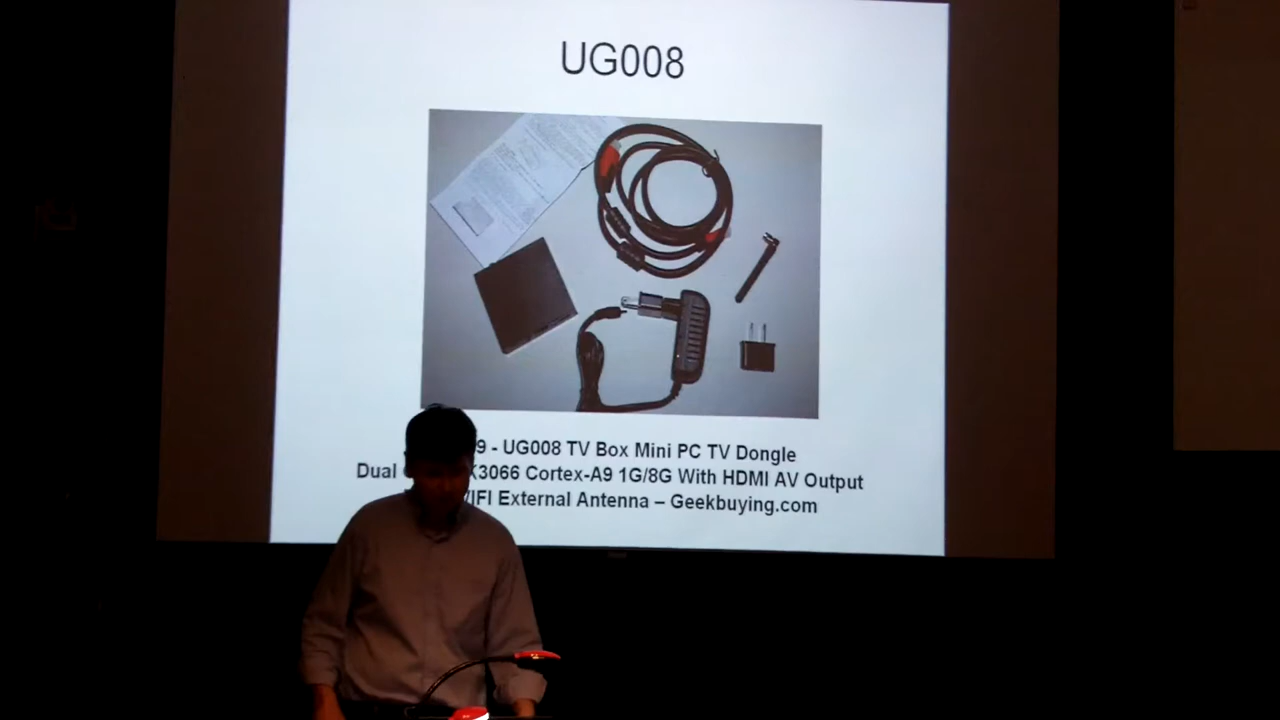 UG008
9 - UG008 TV Box Mini PC TV Dongle
Dual 3066 Cortex-A9 1G/8G With HDMI AV Output
IFI External Antenna – Geekbuying.com